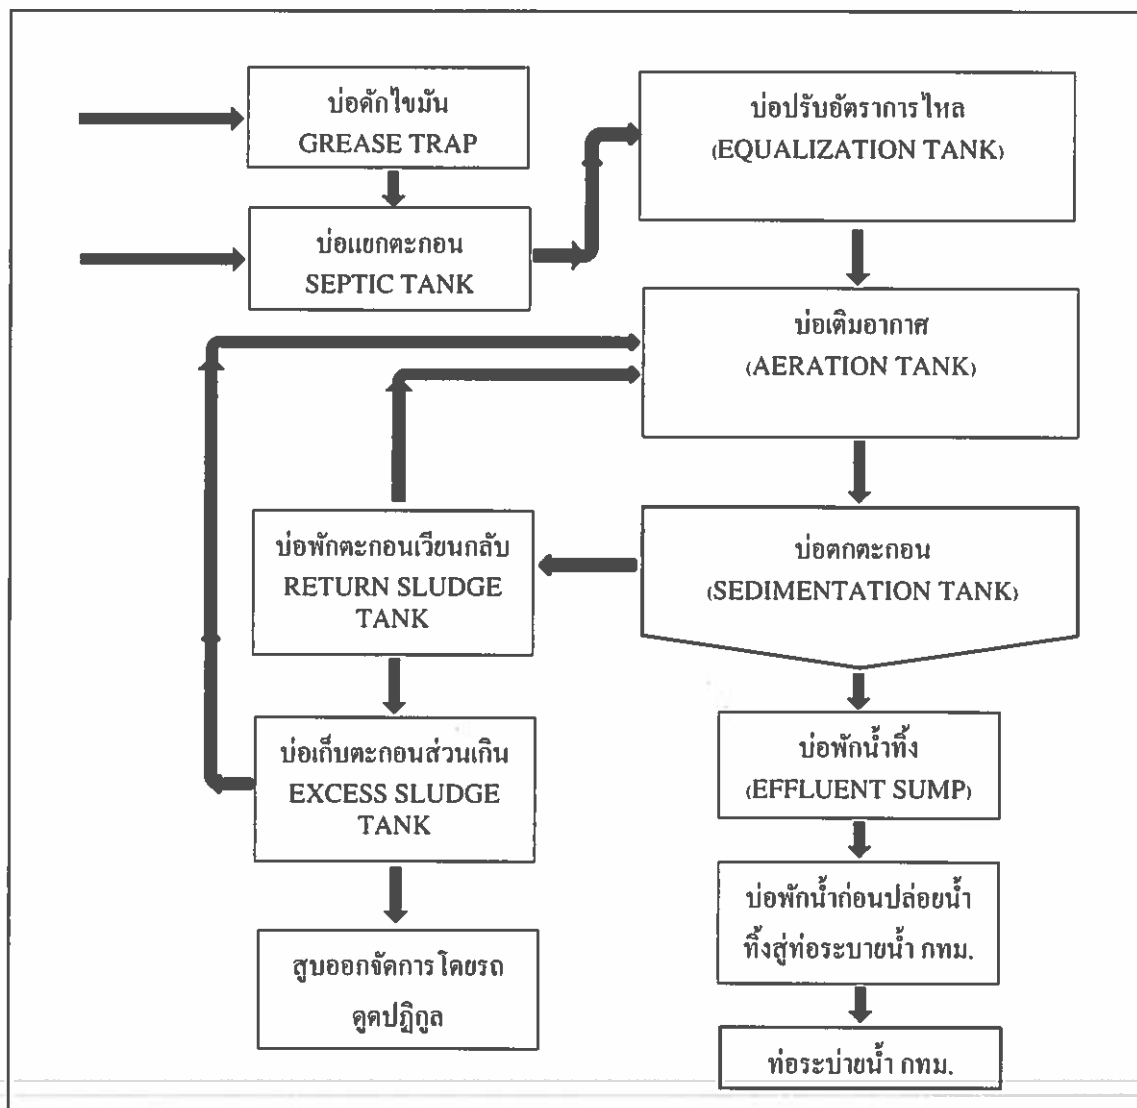 บ่อดักไขมัน
GREASE TRAP
บ่อปรับอัตราการไหล
(EQUALIZATION TANK)
บ่อแยกตะกอน
SEPTIC TANK
บ่อเติมอากาศ
(AERATION TANK)
บ่อพักตะกอนเวียนกลับ
RETURN SLUDGE
TANK
บ่อตกตะกอน
(SEDIMENTATION TANK)
บ่อเก็บตะกอนส่วนเกิน
EXCESS SLUDGE
TANK
บ่อพักน้ำทิ้ง
(EFFLUENT SUMP)
บ่อพักน้ำก่อนปล่อยน้ำ
ทิ้งสู่ท่อระบายน้ำ กทม.
สูบออกจัดการโดยรถ
ดูดปฏิกูล
ท่อระบ่ายน้ำ กทม.